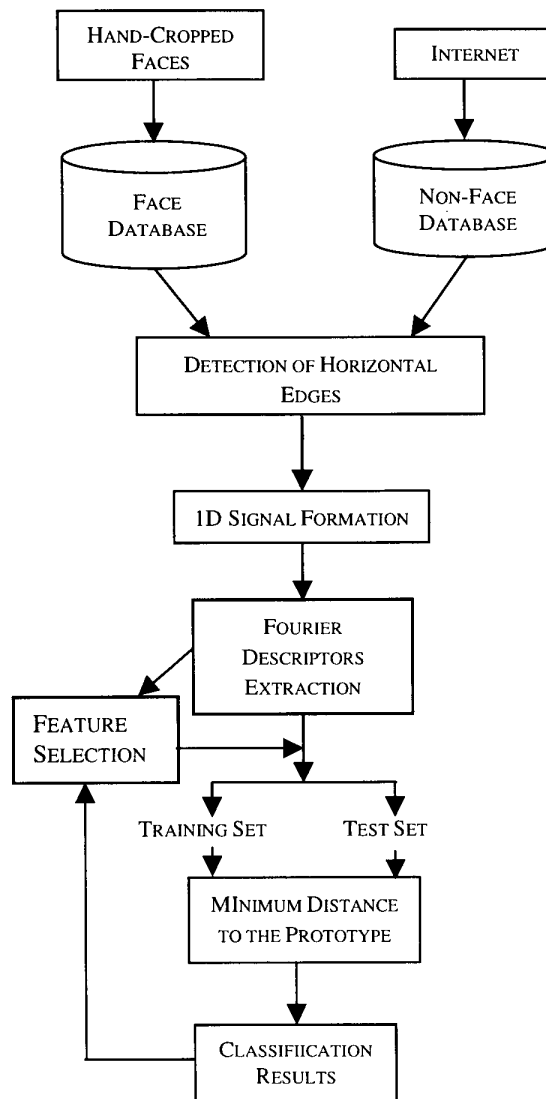 HAND-CROPPED
FACES
INTERNET
FACE
DATABASE
NON-FACE
DATABASE
DETECTION OF HORIZONTAL
EDGES
1D SIGNAL FORMATION
FOURIER
DESCRIPTORS
EXTRACTION
FEATURE
SELECTION
TRAINING SET
TEST SET
MINIMUM DISTANCE
TO THE PROTOTYPE
CLASSIFIICATION
RESULTS